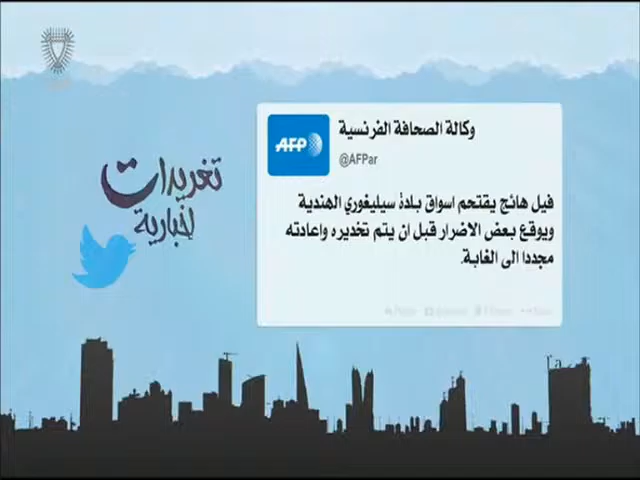 تغريدات
اخبارية
AFP
وكالة الصحافة الفرنسية
@AFPar
فيل هائج يقتحم اسواق بلدة سيليغوري الهندية
ويوقع بعض الاضرار قبل ان يتم تخديره واعادته
مجددا الى الغابة.